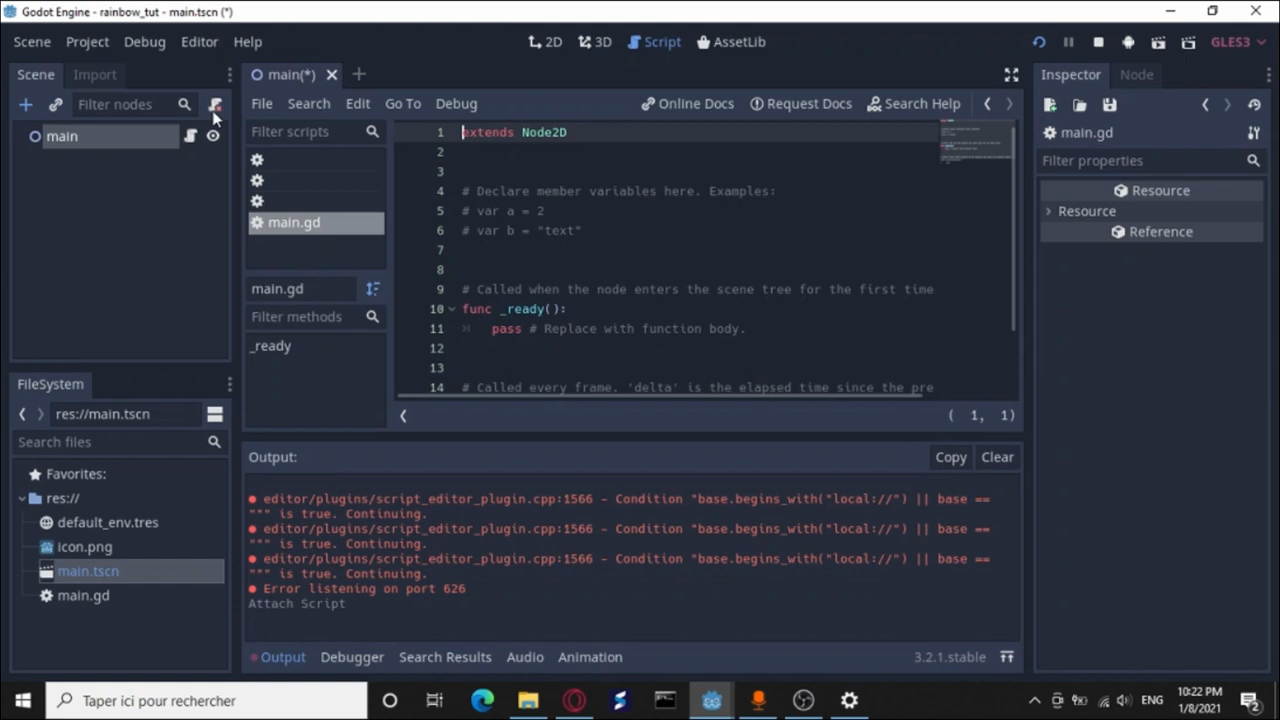 Godot Engine - rainbow_tut - main.tscn (*)
Scene Project Debug Editor Help
2D 3D Script AssetLib
GLES3
Scene Import
Filter nodes
main
main(*)
File Search Edit Go To Debug
Online Docs Request Docs Search Help
Filter scripts
main.gd
main.gd
Filter methods
_ready
1 extends Node2D
2
3
4 # Declare member variables here. Examples:
5 # var a = 2
6 # var b = "text"
7
8
9 # Called when the node enters the scene tree for the first time
10 func _ready():
11 pass # Replace with function body.
12
13
14 # Called every frame. 'delta' is the elapsed time since the pre
( 1, 1)
Inspector Node
main.gd
Filter properties
Resource
Resource
Reference
FileSystem
res://main.tscn
Search files
Favorites:
res://
default_env.tres
icon.png
main.tscn
main.gd
Output:
Copy Clear
editor/plugins/script_editor_plugin.cpp:1566 - Condition "base.begins_with("local://") || base ==
""" is true. Continuing.
editor/plugins/script_editor_plugin.cpp:1566 - Condition "base.begins_with("local://") || base ==
""" is true. Continuing.
editor/plugins/script_editor_plugin.cpp:1566 - Condition "base.begins_with("local://") || base ==
""" is true. Continuing.
Error listening on port 626
Attach Script
Output Debugger Search Results Audio Animation
3.2.1.stable
Taper ici pour rechercher
ENG
10:22 PM
1/8/2021
2